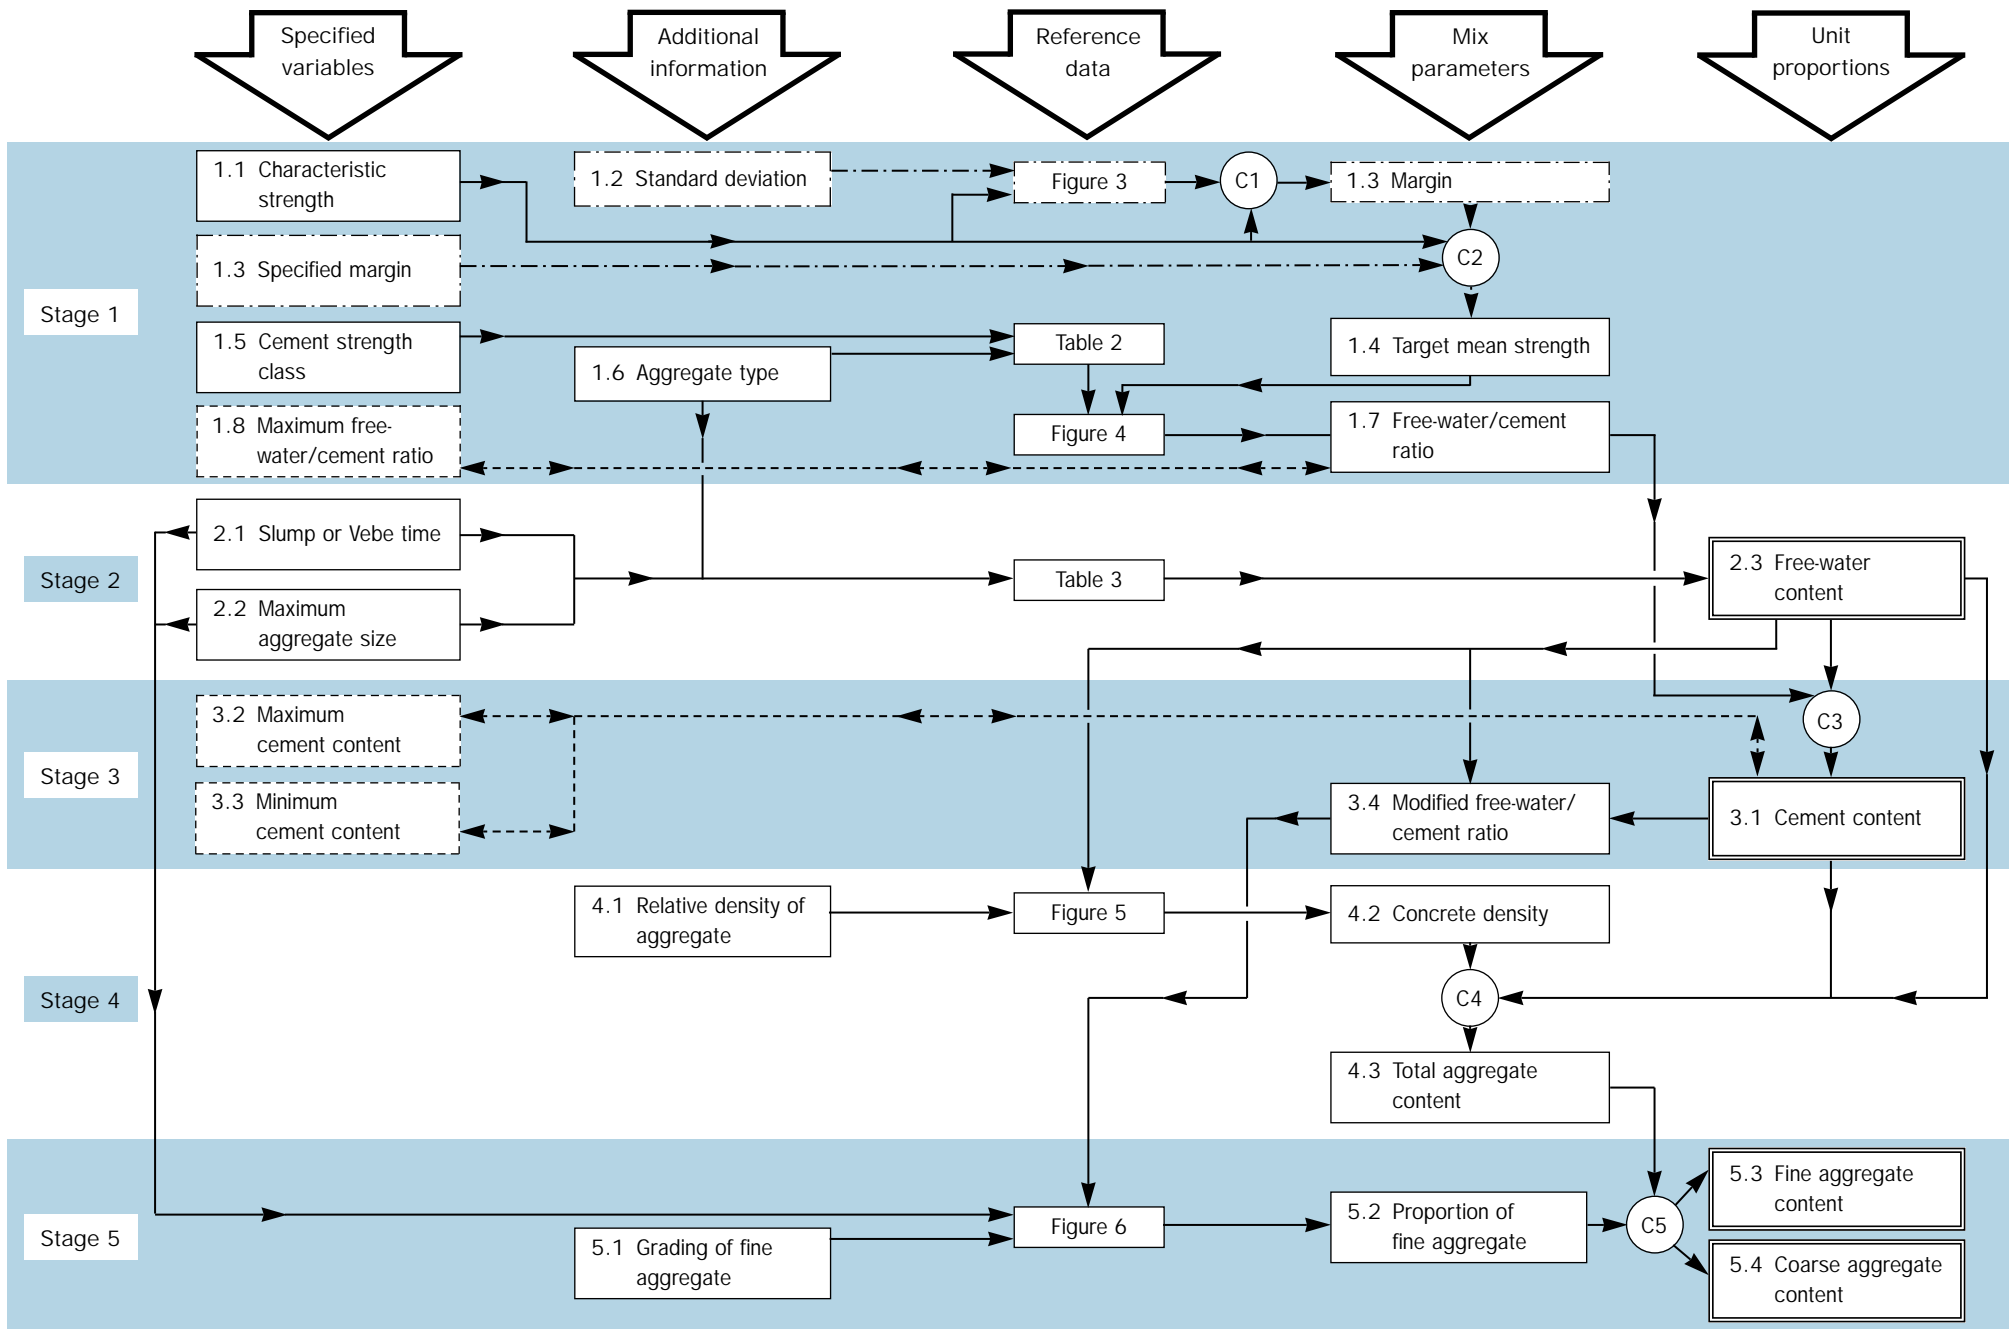 Specified
variables
Additional
information
Reference
data
Mix
parameters
Unit
proportions
Stage 1
1.1 Characteristic
strength
1.2 Standard deviation
Figure 3
C1
1.3 Margin
1.3 Specified margin
C2
1.5 Cement strength
class
1.6 Aggregate type
Table 2
1.4 Target mean strength
1.8 Maximum free-
water/cement ratio
Figure 4
1.7 Free-water/cement
ratio
Stage 2
2.1 Slump or Vebe time
2.2 Maximum
aggregate size
Table 3
2.3 Free-water
content
Stage 3
3.2 Maximum
cement content
C3
3.3 Minimum
cement content
3.4 Modified free-water/
cement ratio
3.1 Cement content
Stage 4
4.1 Relative density of
aggregate
Figure 5
4.2 Concrete density
C4
4.3 Total aggregate
content
Stage 5
5.1 Grading of fine
aggregate
Figure 6
5.2 Proportion of
fine aggregate
C5
5.3 Fine aggregate
content
5.4 Coarse aggregate
content